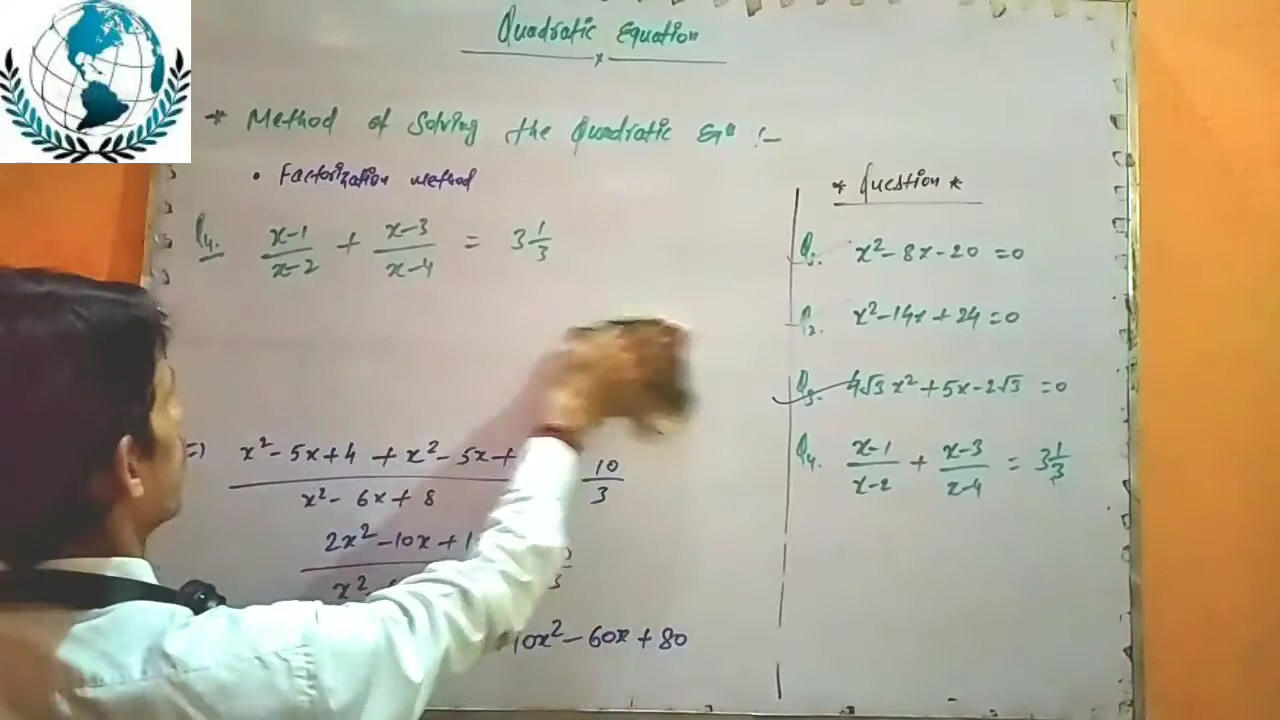 Quadratic Equation
* Method of Solving the Quadratic Eqn :-
• Factorization method
Q4. x-1/x-2 + x-3/x-4 = 3 1/3
=) x² - 5x + 4 + x² - 5x + / x² - 6x + 8 10/3
2x² - 10x + 1 / x²
10x² - 60x + 80
* Question *
Q1. x² - 8x - 20 = 0
Q2. x² - 14x + 24 = 0
Q3. 4√3 x² + 5x - 2√3 = 0
Q4. x-1/x-2 + x-3/x-4 = 3 1/3